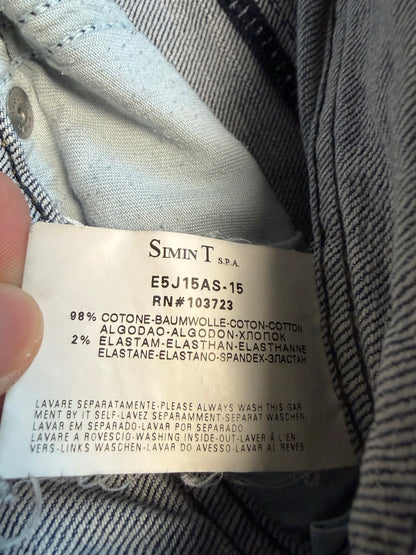 SIMIN T S.P.A.
E5J15AS-15
RN#103723
98% COTONE-BAUMWOLLE-COTON-COTTON
ALGODAO-ALGODON-ХЛОПОК
2% ELASTAM-ELASTHAN-ELASTHANNE
ELASTANE-ELASTANO-SPANDEX-ЭЛАСТАН
LAVARE SEPARATAMENTE-PLEASE ALWAYS WASH THIS GAR
MENT BY IT SELF-LAVEZ SEPARAMMENT-SEPARAT WASCHEN-
LAVAR EM SEPARADO-LAVAR POR SEPARADO
LAVARE A ROVESCIO-WASHING INSIDE-OUT-LAVER À L'EN
VERS-LINKS WASCHEN-LAVAR DO AVESSO-LAVAR AL REVES